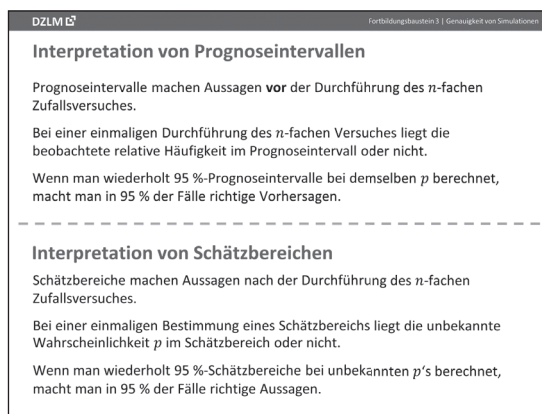 DZLM
Fortbildungsbaustein 3 | Genauigkeit von Simulationen
Interpretation von Prognoseintervallen
Prognoseintervalle machen Aussagen vor der Durchführung des n-fachen
Zufallsversuches.
Bei einer einmaligen Durchführung des n-fachen Versuches liegt die
beobachtete relative Häufigkeit im Prognoseintervall oder nicht.
Wenn man wiederholt 95 %-Prognoseintervalle bei demselben p berechnet,
macht man in 95 % der Fälle richtige Vorhersagen.
Interpretation von Schätzbereichen
Schätzbereiche machen Aussagen nach der Durchführung des n-fachen
Zufallsversuches.
Bei einer einmaligen Bestimmung eines Schätzbereichs liegt die unbekannte
Wahrscheinlichkeit p im Schätzbereich oder nicht.
Wenn man wiederholt 95 %-Schätzbereiche bei unbekannten p's berechnet,
macht man in 95 % der Fälle richtige Aussagen.